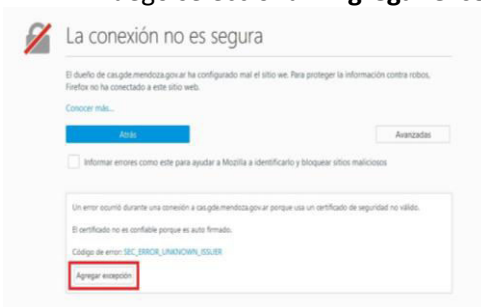 La conexión no es segura
El dueño de cas.gde.mendoza.gov.ar ha configurado mal el sitio we. Para proteger la información contra robos,
Firefox no ha conectado a este sitio web.
Conocer más...
Atrás
Avanzadas
Informar errores como este para ayudar a Mozilla a identificarlo y bloquear sitios maliciosos
Un error ocurrió durante una conexión a cas.gde.mendoza.gov.ar porque usa un certificado de seguridad no válido.
El certificado no es confiable porque es auto firmado.
Código de error: SEC_ERROR_UNKNOWN_ISSUER
Agregar excepción